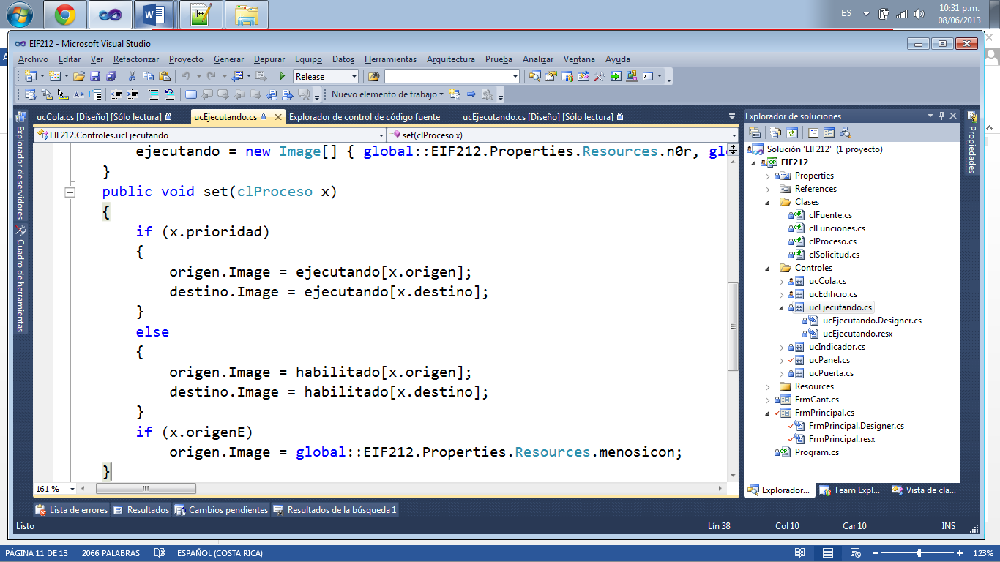 ES
10:31 p.m.
08/06/2013
EIF212 - Microsoft Visual Studio
Archivo Editar Ver Refactorizar Proyecto Generar Depurar Equipo Datos Herramientas Arquitectura Prueba Analizar Ventana Ayuda
Release
Nuevo elemento de trabajo
ucCola.cs [Diseño] [Sólo lectura] ucEjecutando.cs Explorador de control de código fuente ucEjecutando.cs [Diseño] [Sólo lectura]
EIF212.Controles.ucEjecutando set(clProceso x)
Explorador de servidores
Cuadro de herramientas
ejecutando = new Image[] { global::EIF212.Properties.Resources.n0r,
}
public void set(clProceso x)
{
if (x.prioridad)
{
origen.Image = ejecutando[x.origen];
destino.Image = ejecutando[x.destino];
}
else
{
origen.Image = habilitado[x.origen];
destino.Image = habilitado[x.destino];
}
if (x.origenE)
origen.Image = global::EIF212.Properties.Resources.menosicon;
}
161 %
Explorador de soluciones
Solución 'EIF212' (1 proyecto)
EIF212
Properties
References
Clases
clFuente.cs
clFunciones.cs
clProceso.cs
clSolicitud.cs
Controles
ucCola.cs
ucEdificio.cs
ucEjecutando.cs
ucEjecutando.Designer.cs
ucEjecutando.resx
ucIndicador.cs
ucPanel.cs
ucPuerta.cs
Resources
FrmCant.cs
FrmPrincipal.cs
FrmPrincipal.Designer.cs
FrmPrincipal.resx
Program.cs
Explorador... Team Expl... Vista de cla...
Propiedades
Lista de errores Resultados Cambios pendientes Resultados de la búsqueda 1
Listo Lín 38 Col 10 Car 10 INS
PÁGINA 11 DE 13 2066 PALABRAS ESPAÑOL (COSTA RICA) 123%